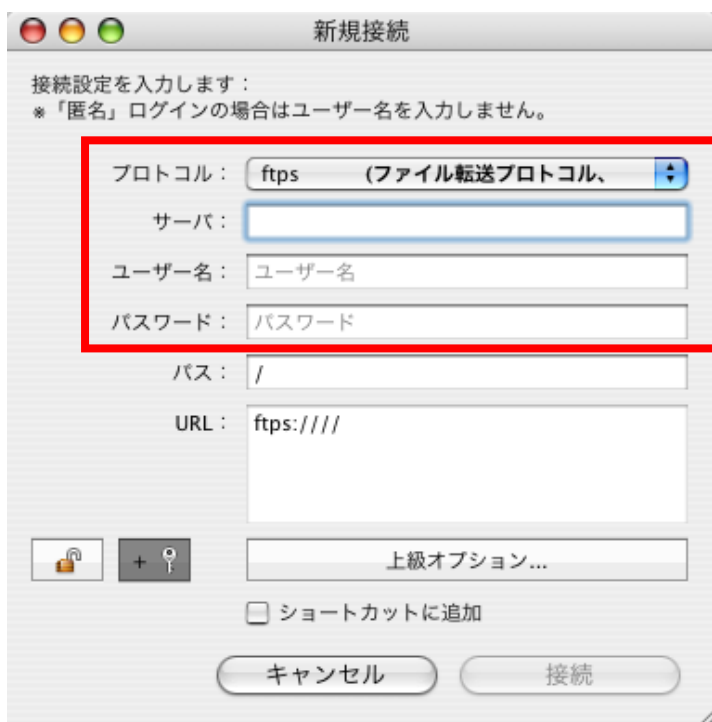 新規接続
接続設定を入力します：
※「匿名」ログインの場合はユーザー名を入力しません。
プロトコル： ftps (ファイル転送プロトコル、
サーバ：
ユーザー名： ユーザー名
パスワード： パスワード
パス： /
URL： ftps:////
+ 上級オプション...
ショートカットに追加
キャンセル 接続